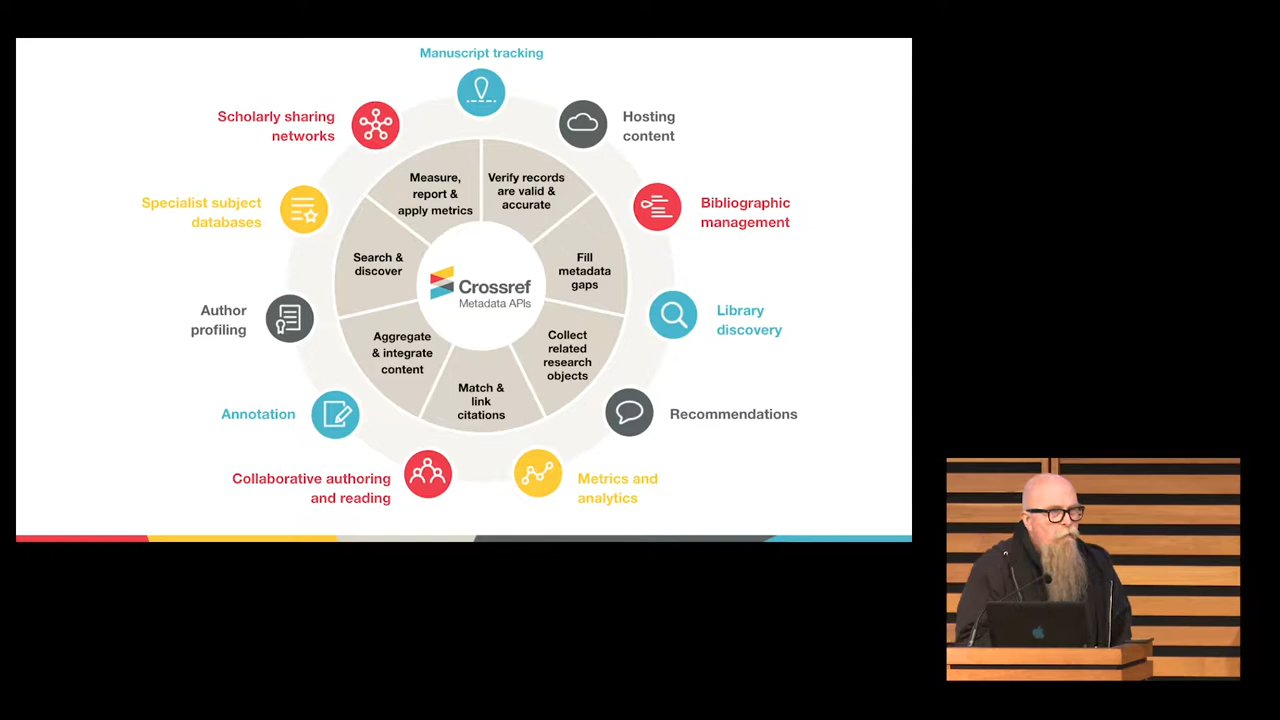 Manuscript tracking
Hosting
content
Bibliographic
management
Library
discovery
Recommendations
Metrics and
analytics
Collaborative authoring
and reading
Annotation
Author
profiling
Specialist subject
databases
Scholarly sharing
networks
Verify records
are valid &
accurate
Fill
metadata
gaps
Collect
related
research
objects
Match &
link
citations
Aggregate
& integrate
content
Search &
discover
Measure,
report &
apply metrics
Crossref
Metadata APIs